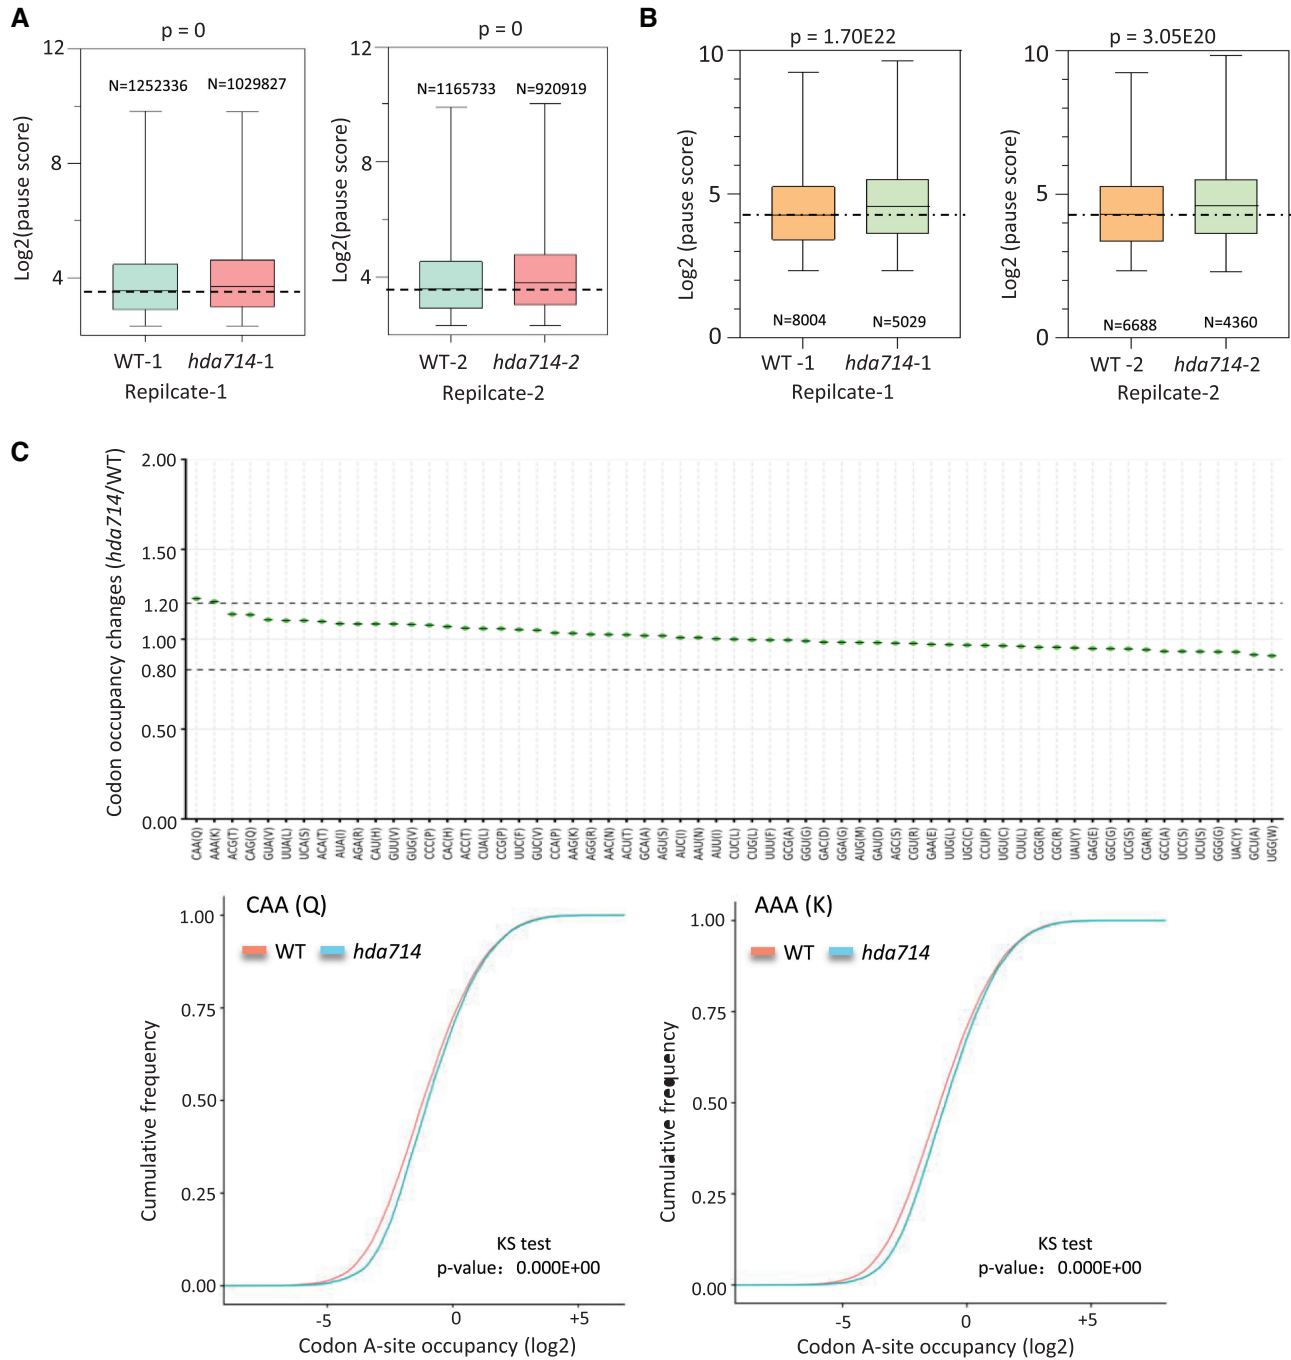 A
p = 0
p = 0
12
8
4
Log2(pause score)
N=1252336
N=1029827
WT-1
hda714-1
Repilcate-1
12
8
4
Log2(pause score)
N=1165733
N=920919
WT-2
hda714-2
Repilcate-2
B
p = 1.70E22
p = 3.05E20
10
5
0
Log2 (pause score)
N=8004
N=5029
WT -1
hda714-1
Repilcate-1
10
5
0
Log2 (pause score)
N=6688
N=4360
WT -2
hda714-2
Repilcate-2
C
Codon occupancy changes (hda714/WT)
2.00
1.50
1.20
1.00
0.80
0.50
0.00
CAA(Q)
AAA(K)
ACG(T)
CAG(Q)
GUA(V)
UUA(L)
UCA(S)
ACA(T)
AUA(I)
AGA(R)
CAU(H)
GUU(V)
GUG(V)
CCC(P)
CAC(H)
ACC(T)
CUA(L)
CCG(P)
UUC(F)
GUC(V)
CCA(P)
AAG(K)
AGG(R)
AAC(N)
ACU(T)
GCA(A)
AGU(S)
AUC(I)
AAU(N)
AUU(I)
CUC(L)
CUG(L)
UUU(F)
GCG(A)
GGU(G)
GAC(D)
GGA(G)
AUG(M)
GAU(D)
AGC(S)
CGU(R)
GAA(E)
UUG(L)
UGC(C)
CCU(P)
UGU(C)
CUU(L)
CGG(R)
CGC(R)
UAU(Y)
GAG(E)
GGC(G)
UCG(S)
CGA(R)
GCC(A)
UCC(S)
UCU(S)
GGG(G)
UAC(Y)
GCU(A)
UGG(W)
CAA (Q)
WT
hda714
1.00
0.75
0.50
0.25
0.00
Cumulative frequency
KS test
p-value: 0.000E+00
-5
0
+5
Codon A-site occupancy (log2)
AAA (K)
WT
hda714
1.00
0.75
0.50
0.25
0.00
Cumulative frequency
KS test
p-value: 0.000E+00
-5
0
+5
Codon A-site occupancy (log2)